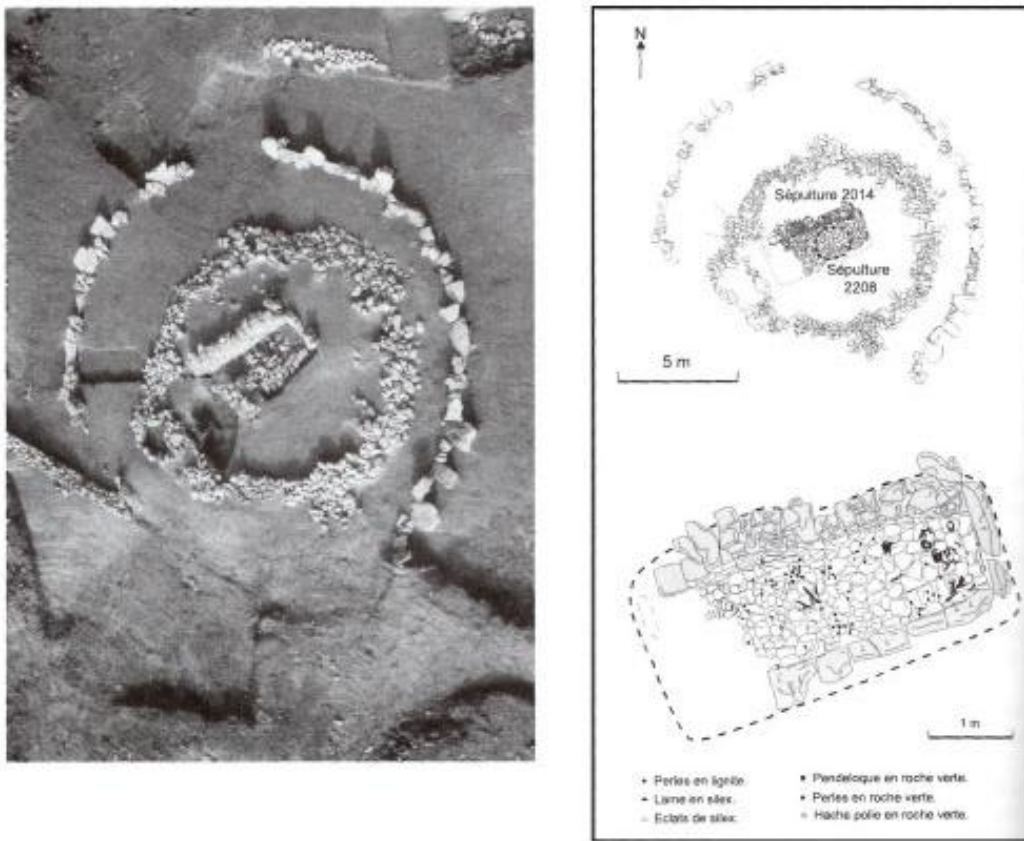 N
Sépulture 2014
Sépulture
2208
5 m
1 m
Perles en lignite.
Lame en silex.
Eclats de silex.
Pendeloque en roche verte.
Perles en roche verte.
Hache polie en roche verte.